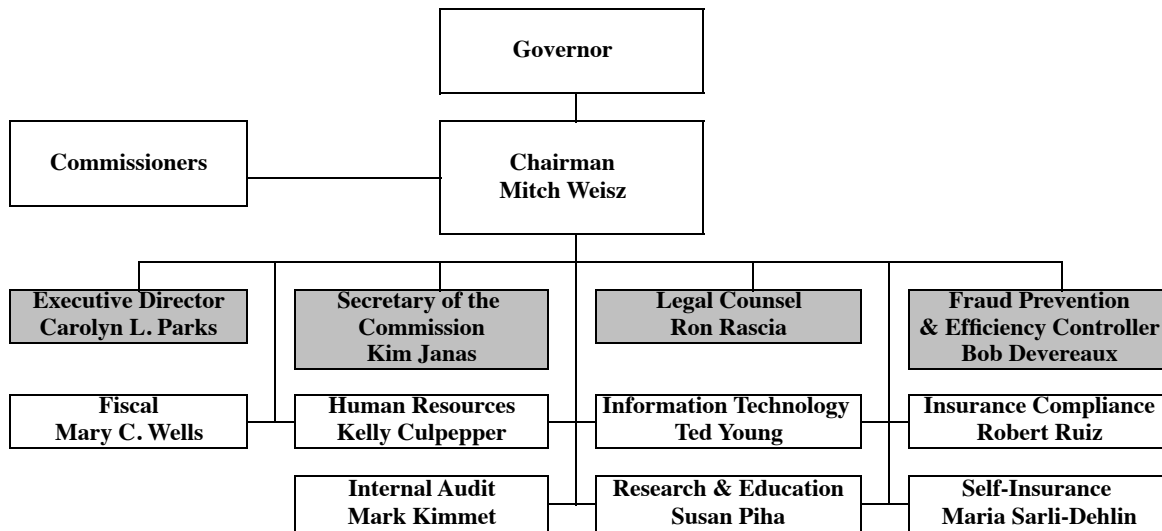 Governor
Commissioners
Chairman
Mitch Weisz
Executive Director
Carolyn L. Parks
Secretary of the
Commission
Kim Janas
Legal Counsel
Ron Rascia
Fraud Prevention
& Efficiency Controller
Bob Devereaux
Fiscal
Mary C. Wells
Human Resources
Kelly Culpepper
Information Technology
Ted Young
Insurance Compliance
Robert Ruiz
Internal Audit
Mark Kimmet
Research & Education
Susan Piha
Self-Insurance
Maria Sarli-Dehlin